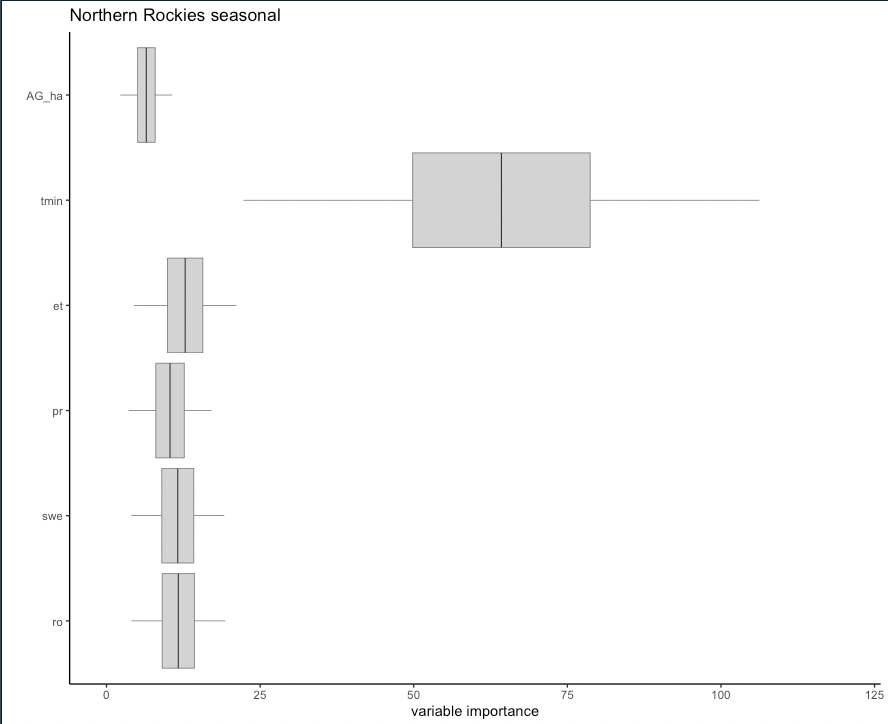 Northern Rockies seasonal
AG_ha
tmin
et
pr
swe
ro
0 25 50 75 100 125
variable importance